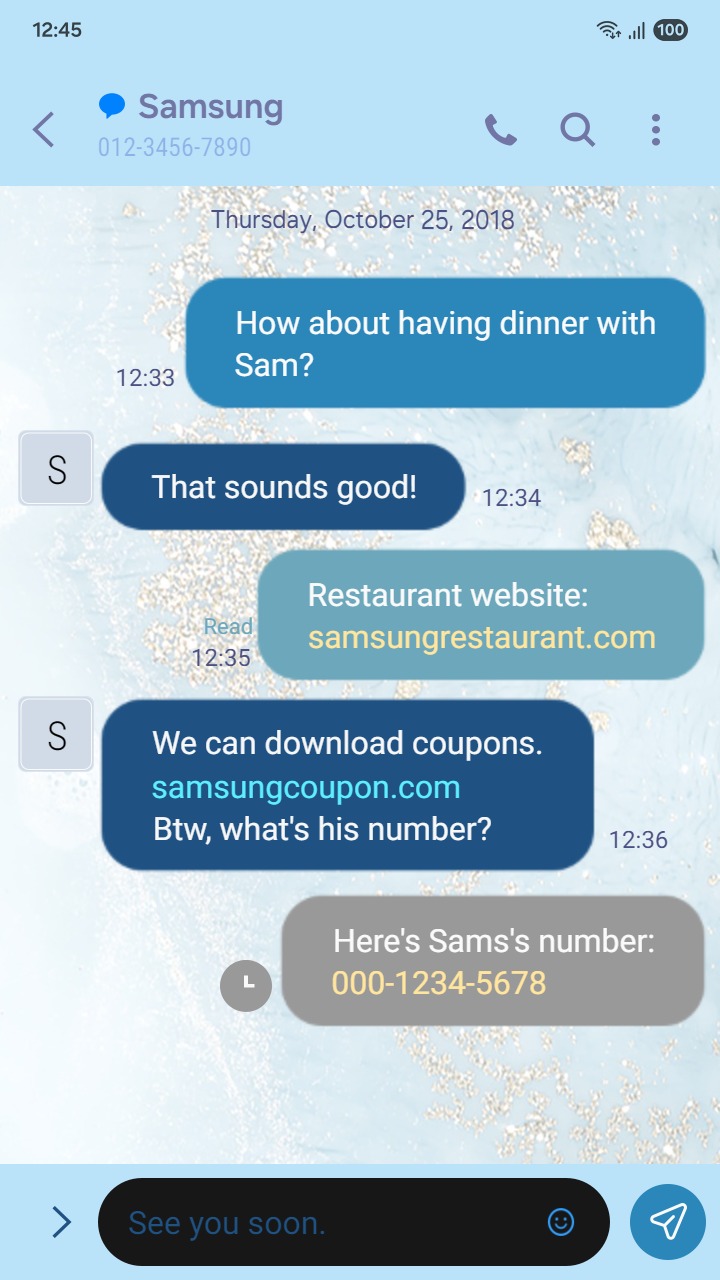 12:45
100
Samsung
012-3456-7890
Thursday, October 25, 2018
How about having dinner with
Sam?
12:33
S
That sounds good!
12:34
Restaurant website:
samsungrestaurant.com
Read
12:35
S
We can download coupons.
samsungcoupon.com
Btw, what's his number?
12:36
Here's Sams's number:
000-1234-5678
See you soon.